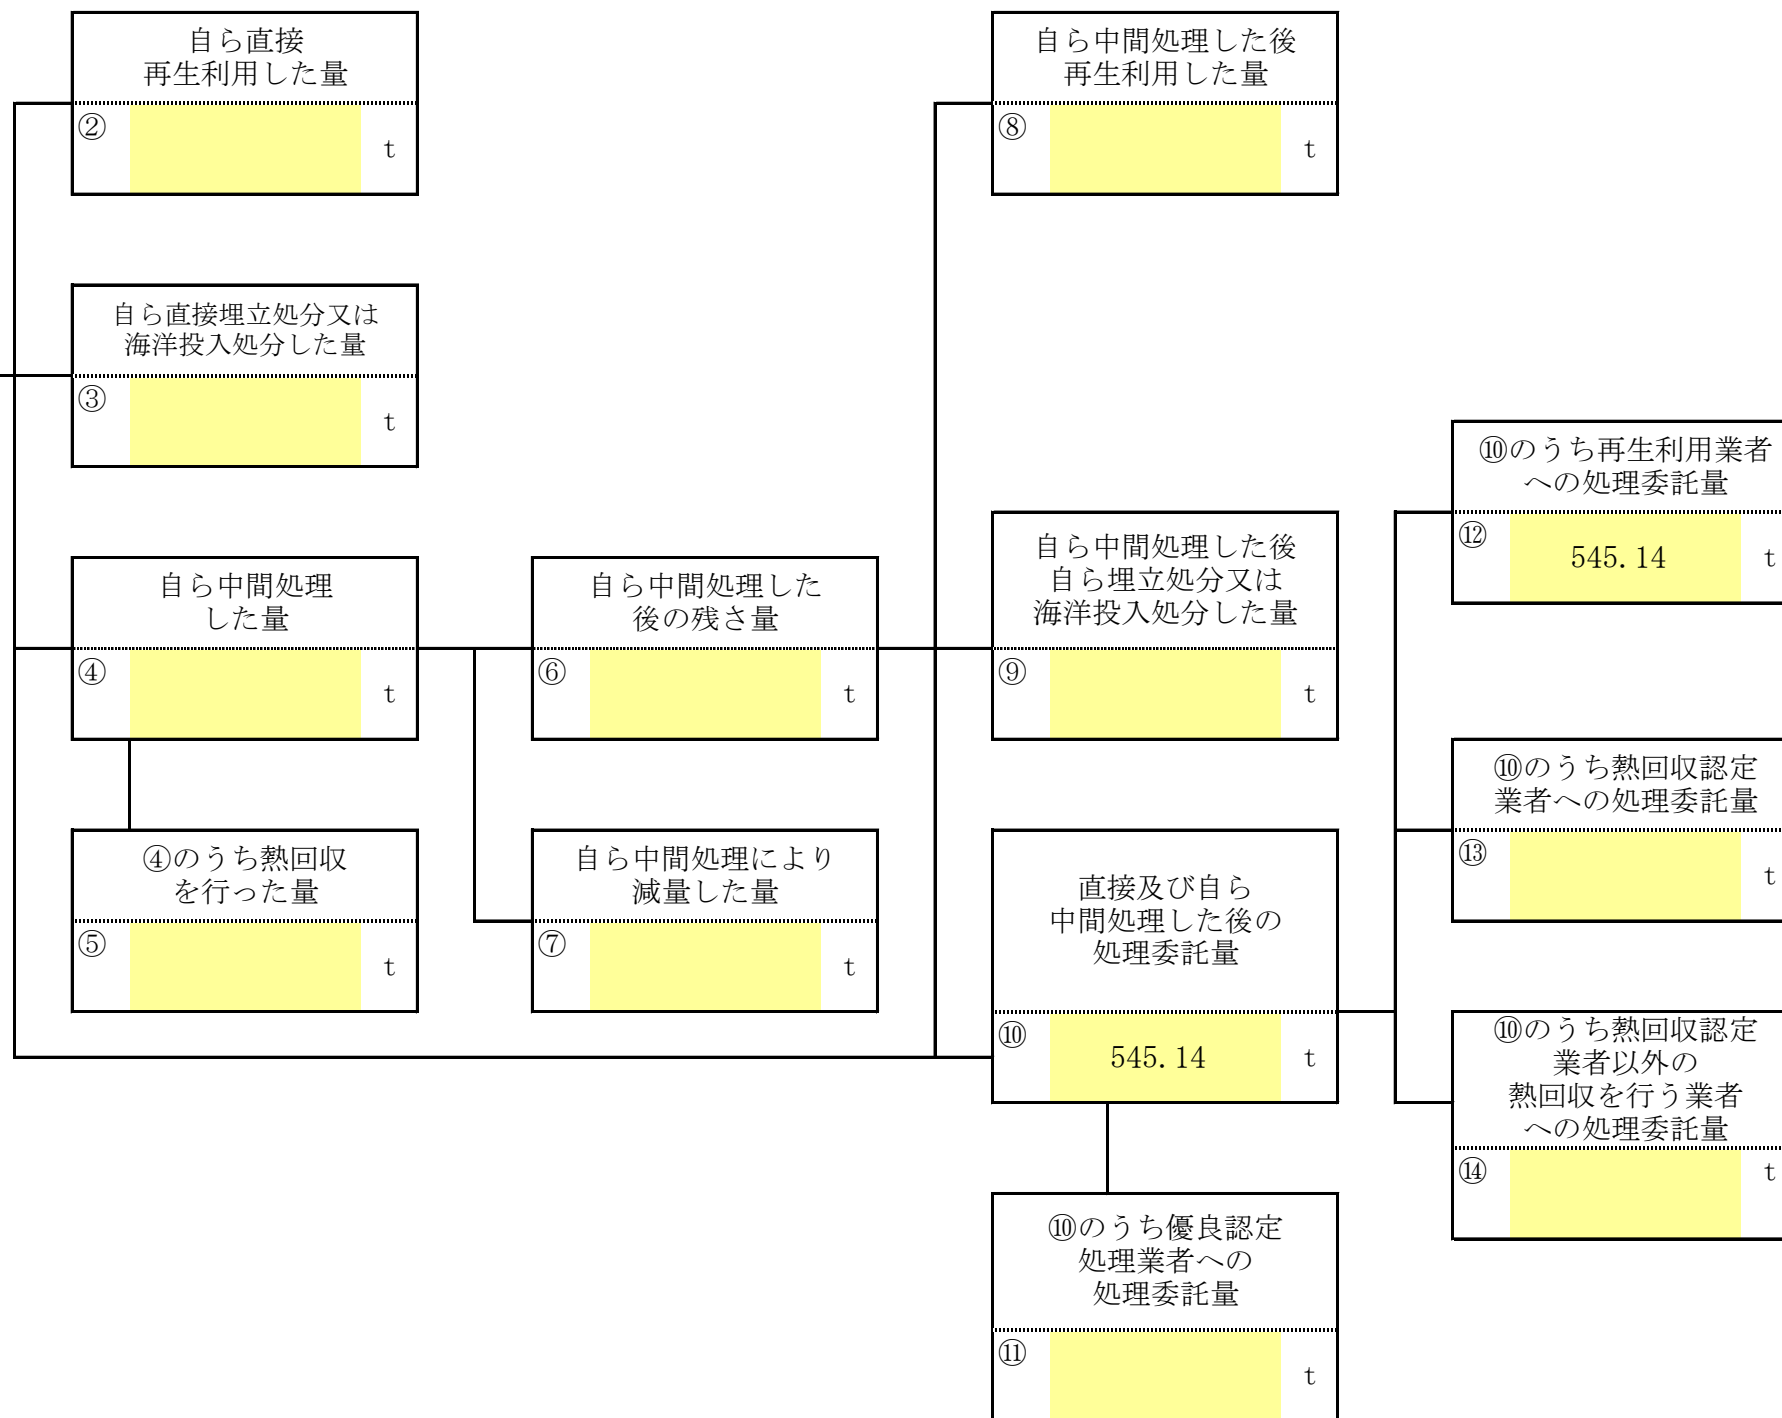 自ら直接
再生利用した量
②
t
自ら中間処理した後
再生利用した量
⑧
t
自ら直接埋立処分又は
海洋投入処分した量
③
t
⑩のうち再生利用業者
への処理委託量
⑫
545.14
t
自ら中間処理
した量
④
t
自ら中間処理した
後の残さ量
⑥
t
自ら中間処理した後
自ら埋立処分又は
海洋投入処分した量
⑨
t
⑩のうち熱回収認定
業者への処理委託量
⑬
t
④のうち熱回収
を行った量
⑤
t
自ら中間処理により
減量した量
⑦
t
直接及び自ら
中間処理した後の
処理委託量
⑩
545.14
t
⑩のうち熱回収認定
業者以外の
熱回収を行う業者
への処理委託量
⑭
t
⑩のうち優良認定
処理業者への
処理委託量
⑪
t